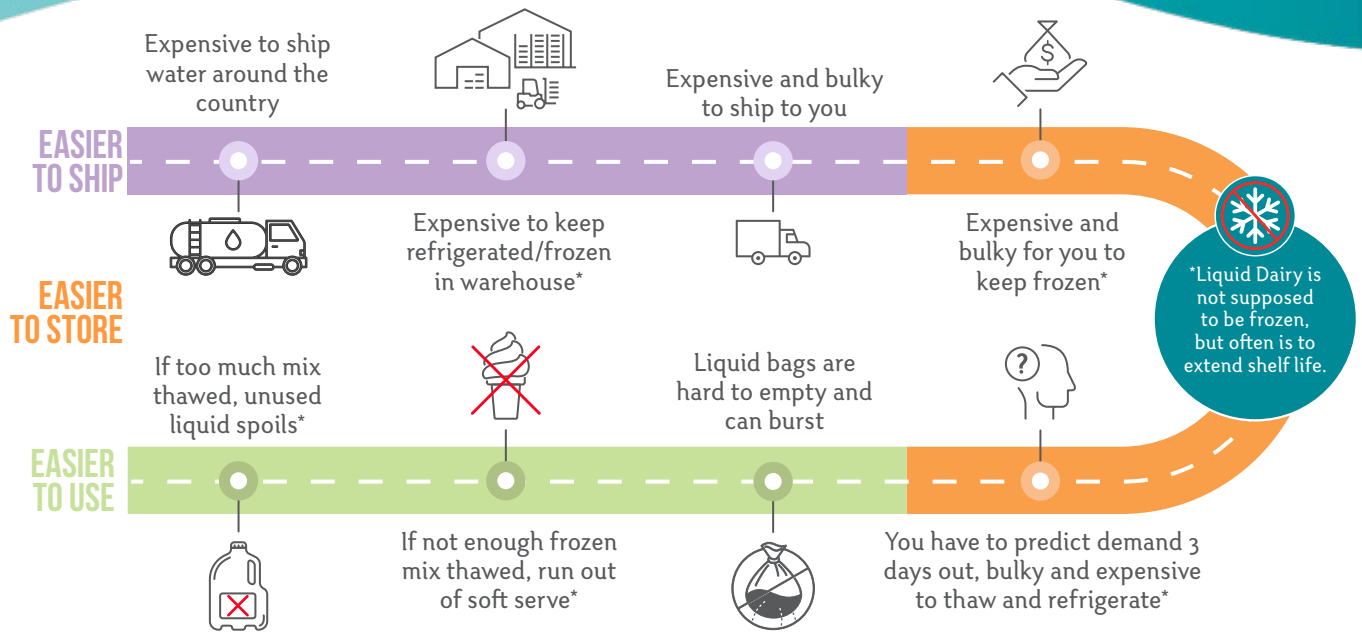 Expensive to ship
water around the
country
Expensive and bulky
to ship to you
$
EASIER
TO SHIP
Expensive to keep
refrigerated/frozen
in warehouse*
Expensive and
bulky for you to
keep frozen*
*Liquid Dairy is
not supposed
to be frozen,
but often is to
extend shelf life.
EASIER
TO STORE
If too much mix
thawed, unused
liquid spoils*
Liquid bags are
hard to empty and
can burst
?
EASIER
TO USE
If not enough frozen
mix thawed, run out
of soft serve*
You have to predict demand 3
days out, bulky and expensive
to thaw and refrigerate*